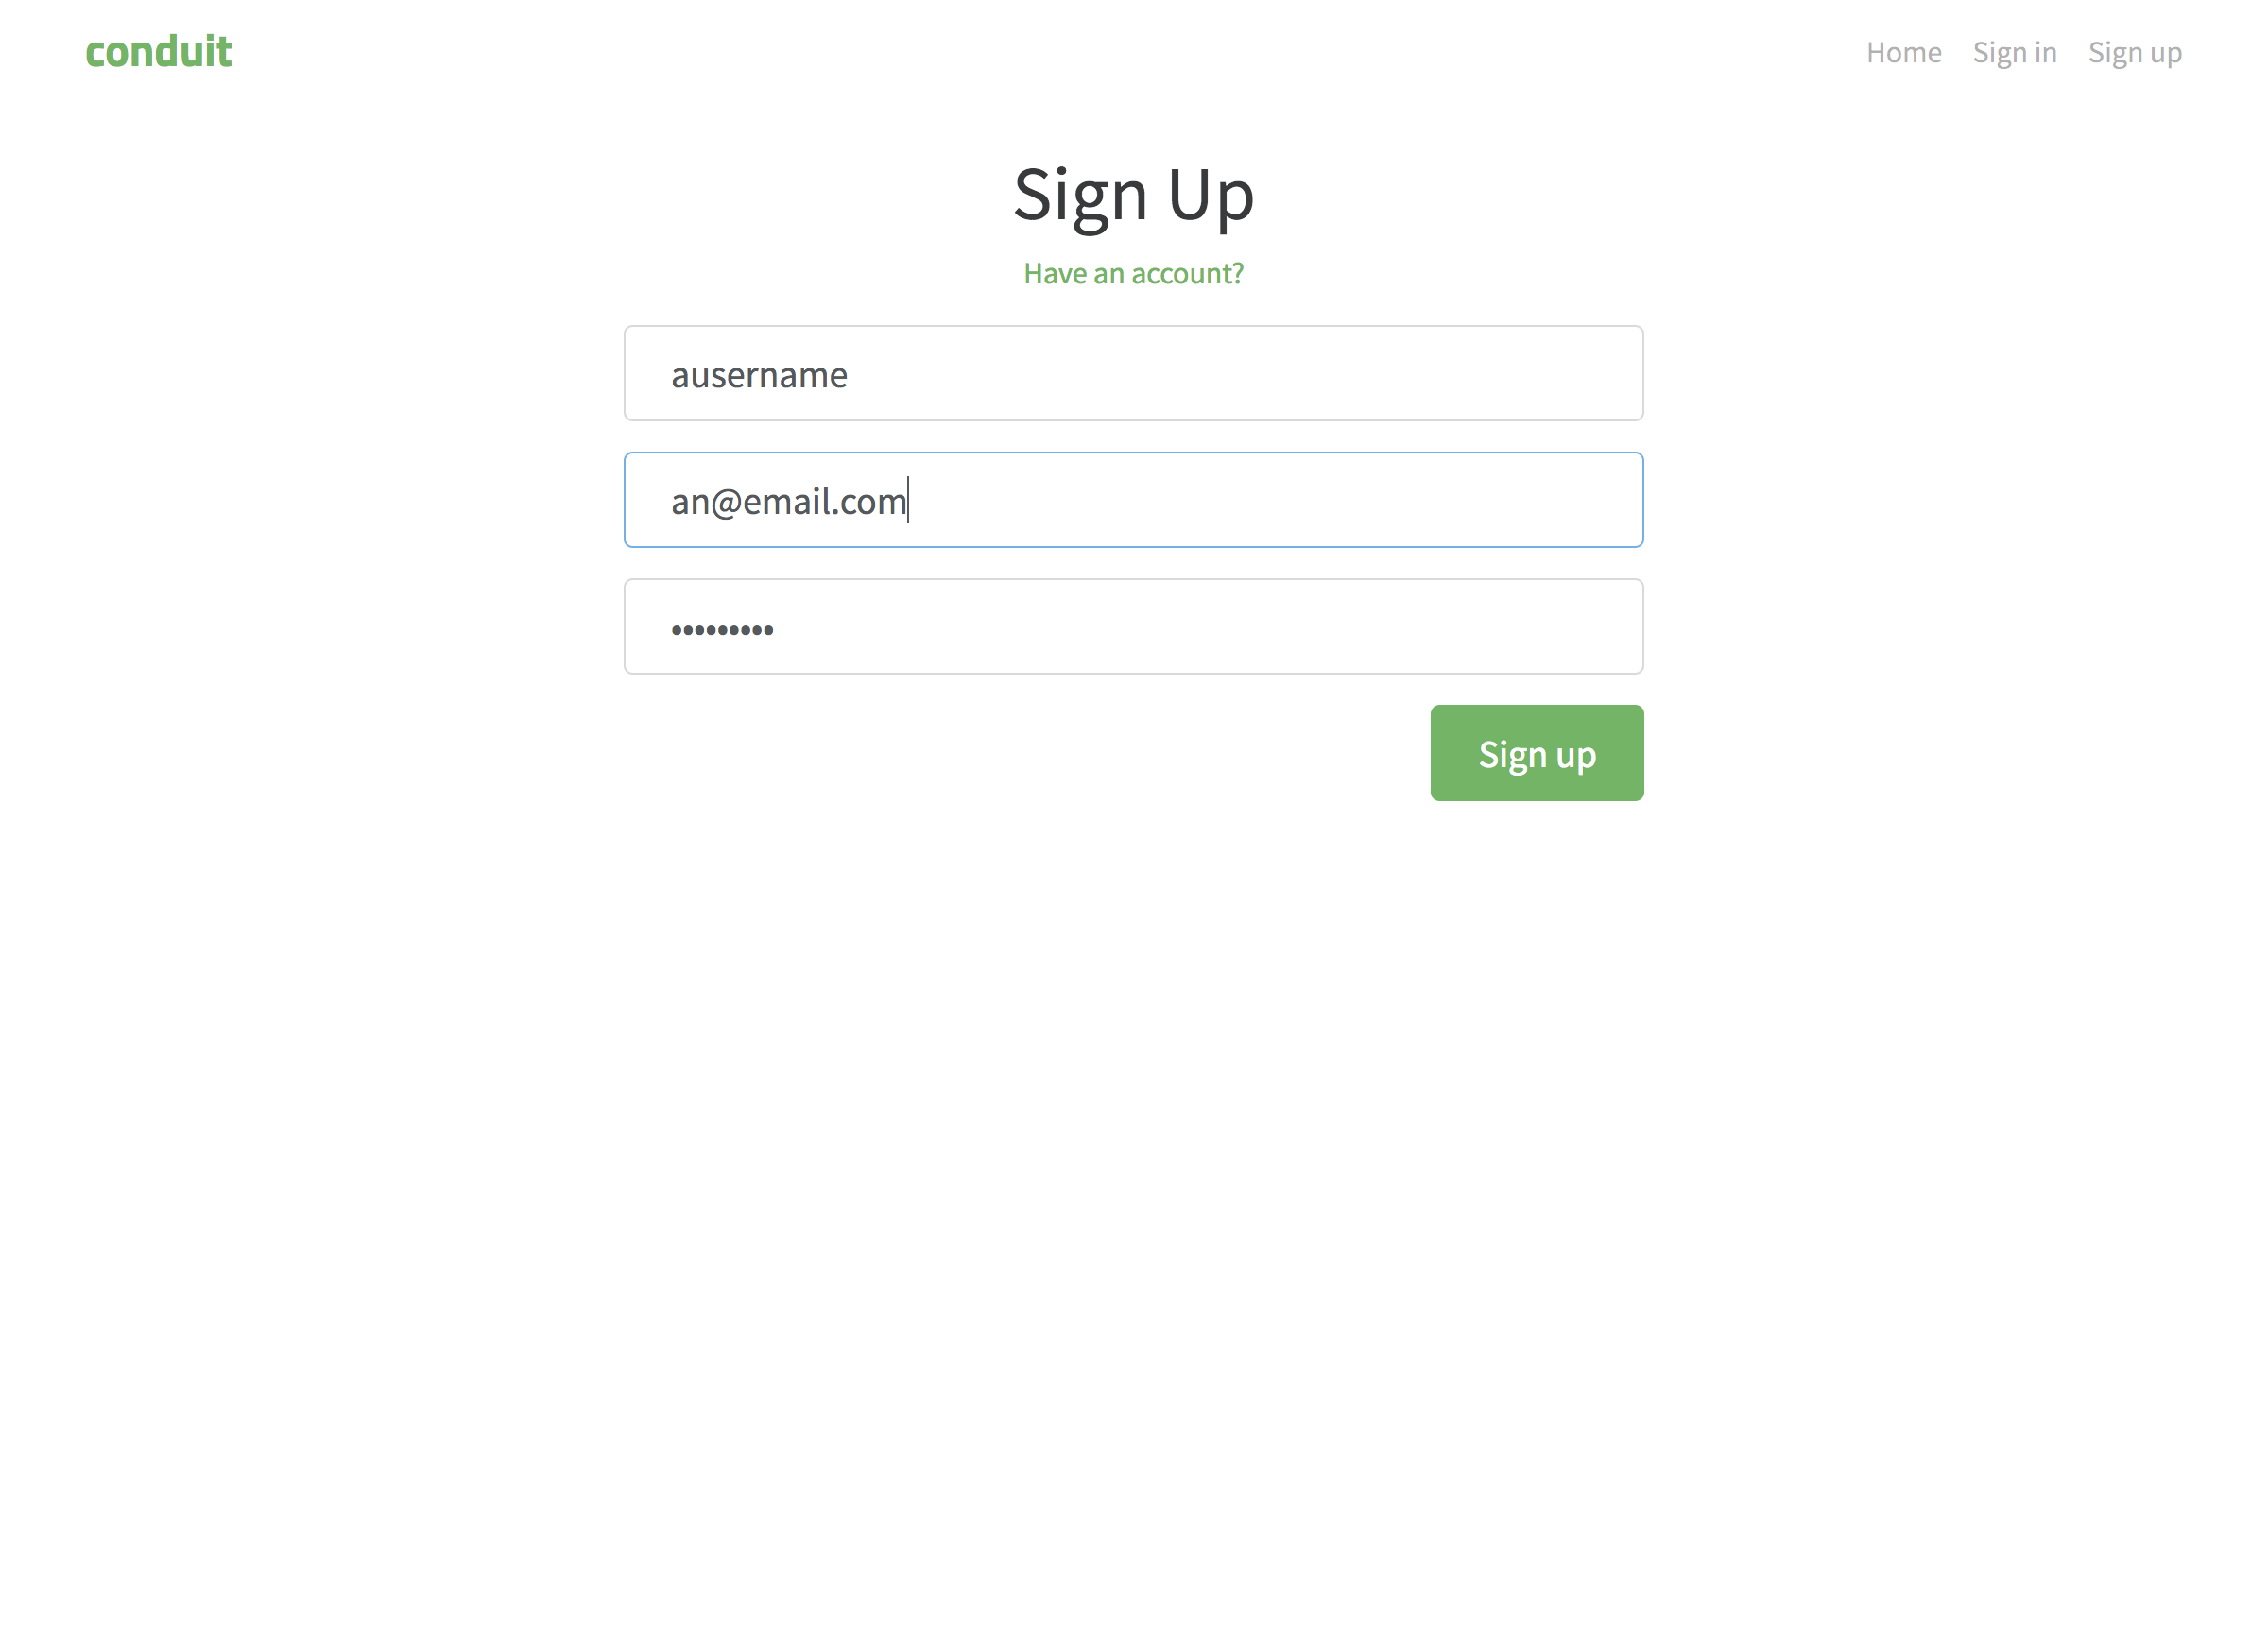 conduit
Home Sign in Sign up
Sign Up
Have an account?
ausername
an@email.com
•••••••••
Sign up